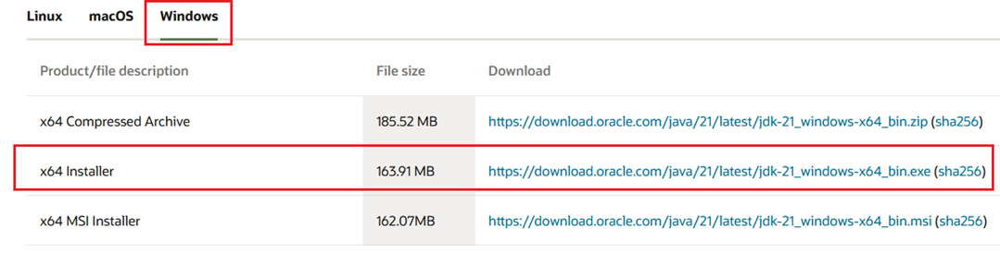 Linux macOS Windows
Product/file description File size Download
x64 Compressed Archive 185.52 MB https://download.oracle.com/java/21/latest/jdk-21_windows-x64_bin.zip (sha256)
x64 Installer 163.91 MB https://download.oracle.com/java/21/latest/jdk-21_windows-x64_bin.exe (sha256)
x64 MSI Installer 162.07MB https://download.oracle.com/java/21/latest/jdk-21_windows-x64_bin.msi (sha256)